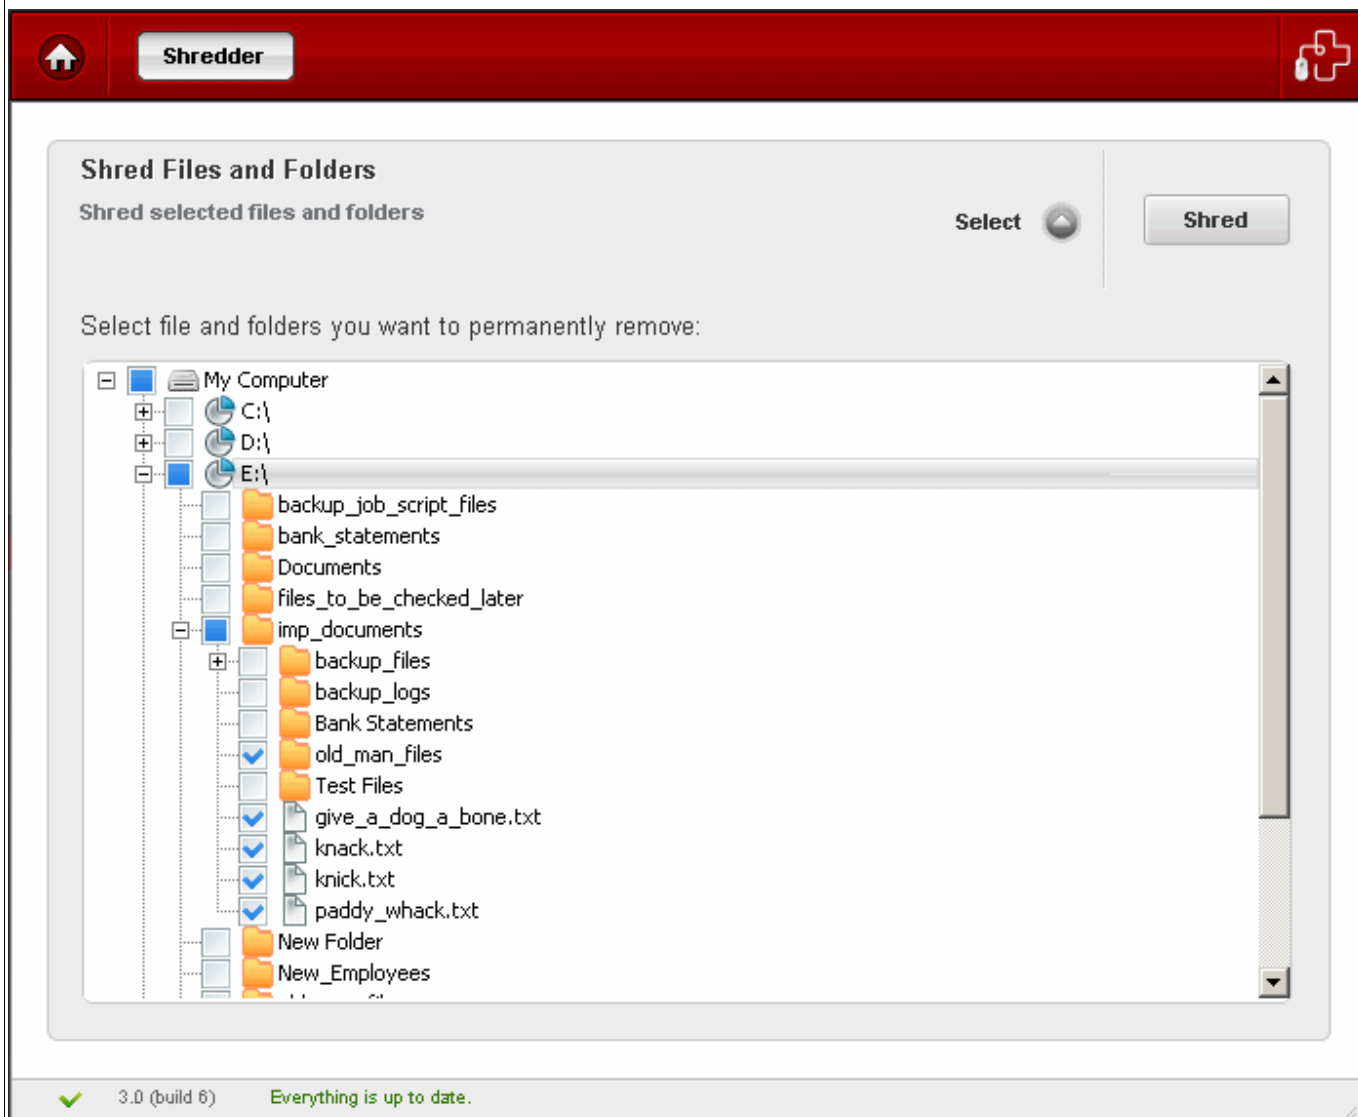 Shredder
Shred Files and Folders
Shred selected files and folders
Select
Shred
Select file and folders you want to permanently remove:
My Computer
C:\
D:\
E:\
backup_job_script_files
bank_statements
Documents
files_to_be_checked_later
imp_documents
backup_files
backup_logs
Bank Statements
old_man_files
Test Files
give_a_dog_a_bone.txt
knack.txt
knick.txt
paddy_whack.txt
New Folder
New_Employees
3.0 (build 6) Everything is up to date.